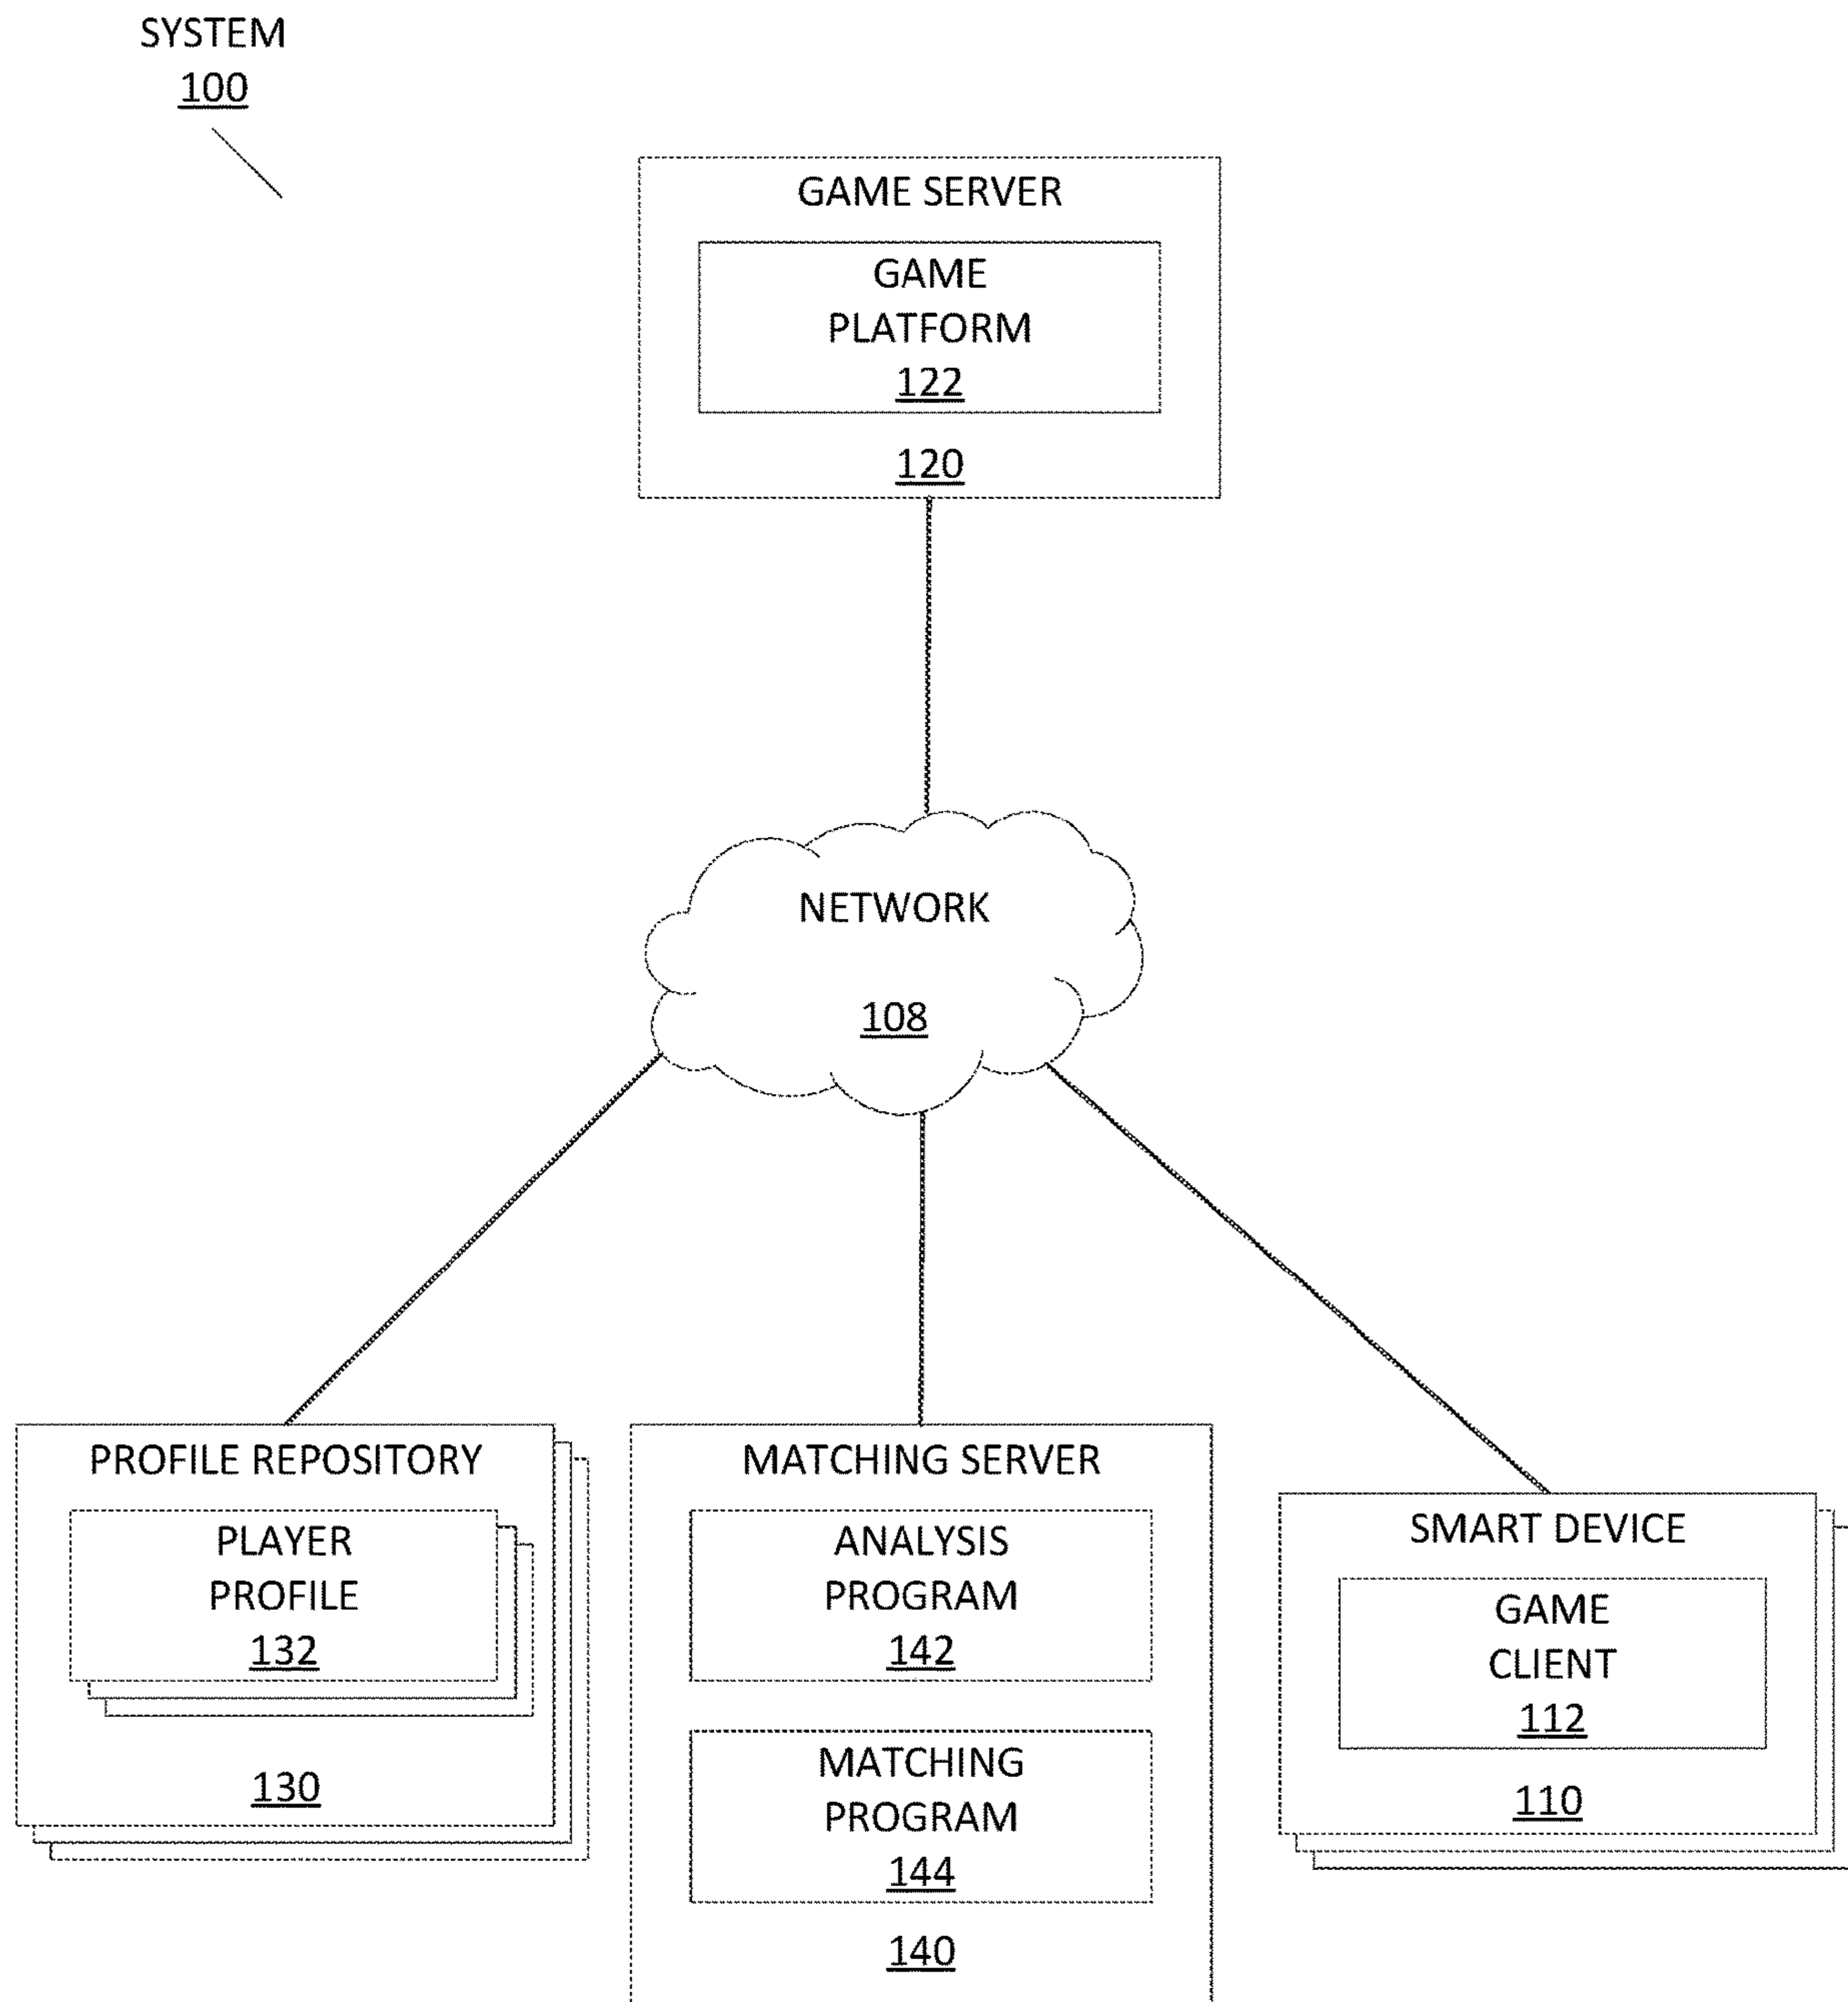 SYSTEM
100
GAME SERVER
GAME
PLATFORM
122
120
NETWORK
108
PROFILE REPOSITORY
PLAYER
PROFILE
132
130
MATCHING SERVER
ANALYSIS
PROGRAM
142
MATCHING
PROGRAM
144
140
SMART DEVICE
GAME
CLIENT
112
110